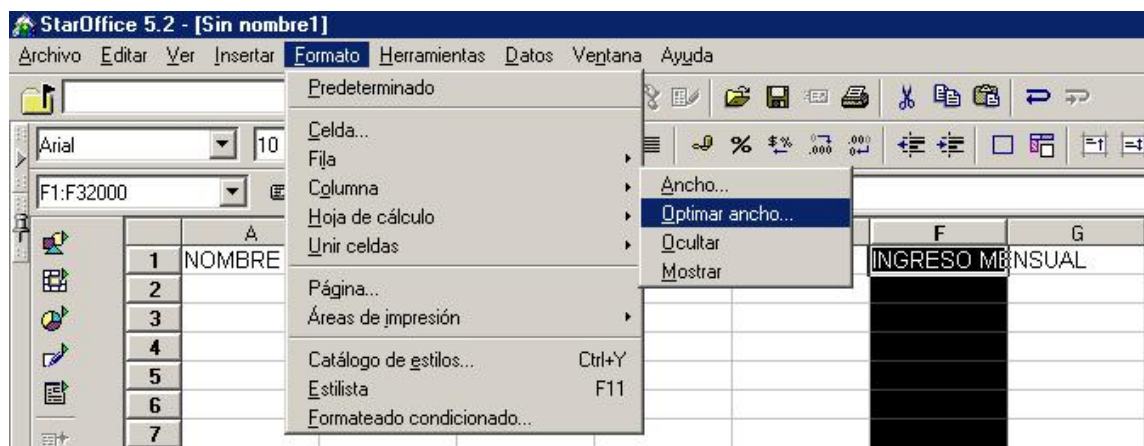 StarOffice 5.2 - [Sin nombre1]
Archivo Editar Ver Insertar Formato Herramientas Datos Ventana Ayuda
Predeterminado
Arial 10
Celda...
Fila
F1:F32000
Columna
Hoja de cálculo
Unir celdas
Ancho...
Optimar ancho...
Ocultar
Mostrar
A F G
1 NOMBRE INGRESO MENSUAL
2
3
4
5
6
7
Página...
Áreas de impresión
Catálogo de estilos... Ctrl+Y
Estilista F11
Formateado condicionado...